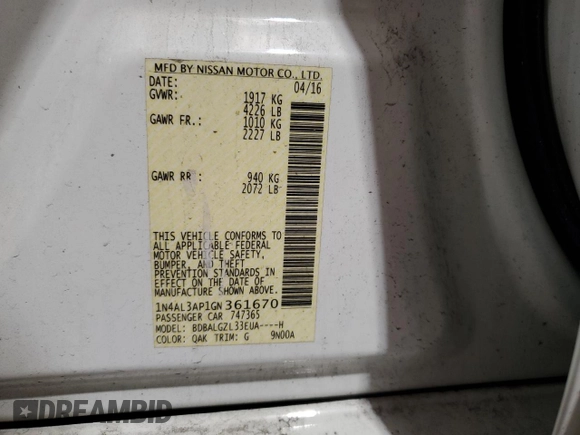 MFD BY NISSAN MOTOR CO., LTD.
DATE: 04/16
GVWR: 1917 KG
4226 LB
GAWR FR.: 1010 KG
2227 LB
GAWR RR: 940 KG
2072 LB
THIS VEHICLE CONFORMS TO
ALL APPLICABLE FEDERAL
MOTOR VEHICLE SAFETY,
BUMPER, AND THEFT
PREVENTION STANDARDS IN
EFFECT ON THE DATE OF
MANUFACTURE SHOWN ABOVE.
1N4AL3AP1GN361670
PASSENGER CAR 747365
MODEL: BDBALGZL33EUA----H
COLOR: QAK TRIM: G 9N00A
DREAMBID